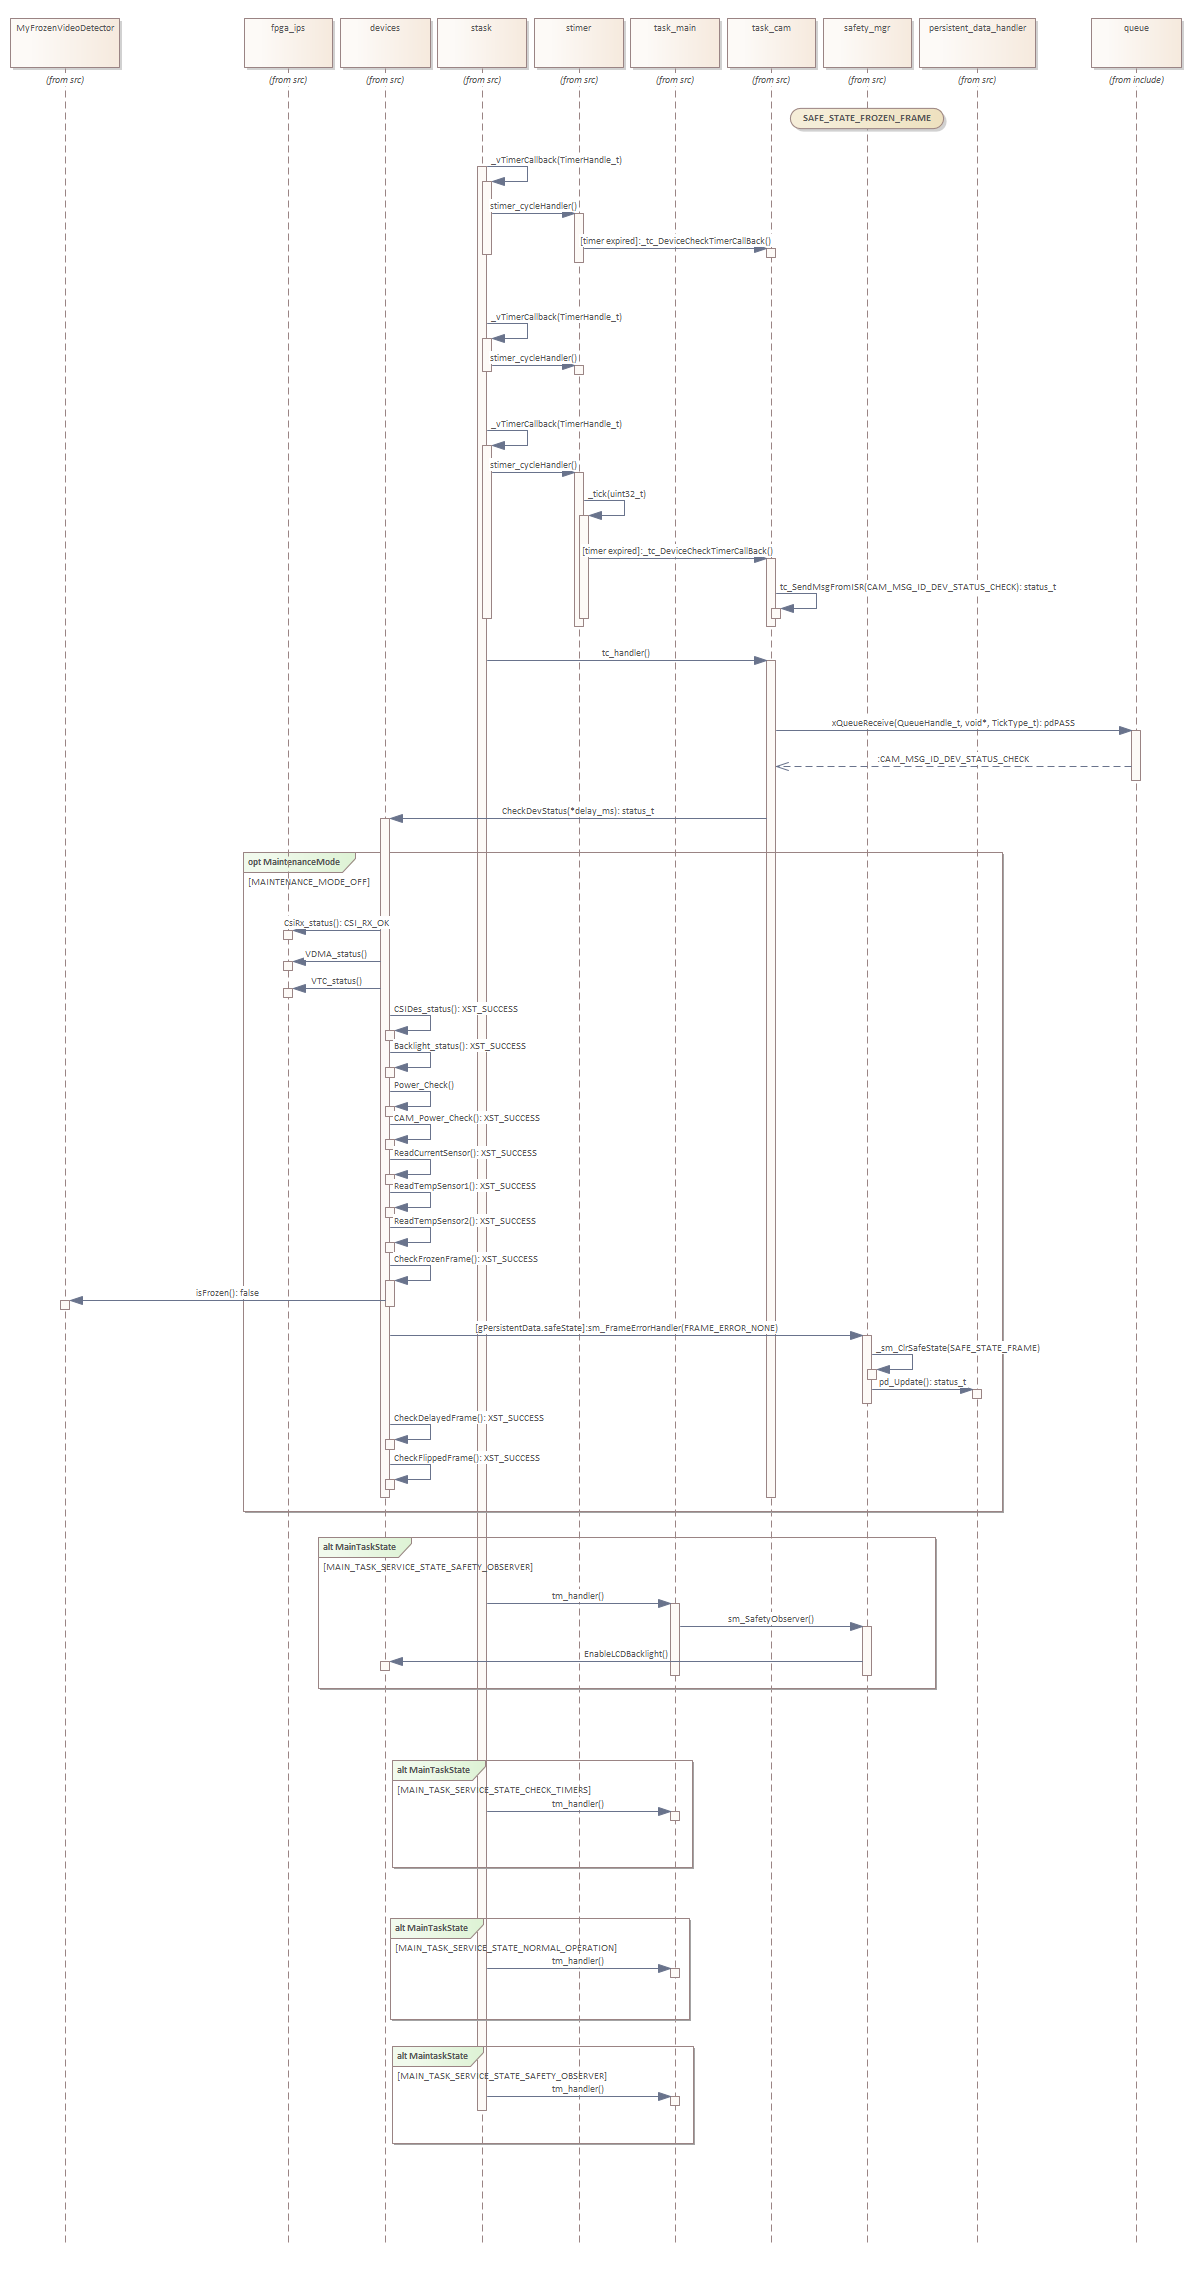 MyFrozenVideoDetector
fpga_ips
devices
stask
stimer
task_main
task_cam
safety_mgr
persistent_data_handler
queue
(from src)
(from src)
(from src)
(from src)
(from src)
(from src)
(from src)
(from src)
(from src)
(from include)
SAFE_STATE_FROZEN_FRAME
_vTimerCallback(TimerHandle_t)
stimer_cycleHandler()
[timer expired]:_tc_DeviceCheckTimerCallBack()
_vTimerCallback(TimerHandle_t)
stimer_cycleHandler()
_vTimerCallback(TimerHandle_t)
stimer_cycleHandler()
_tick(uint32_t)
[timer expired]:_tc_DeviceCheckTimerCallBack()
tc_SendMsgFromISR(CAM_MSG_ID_DEV_STATUS_CHECK): status_t
tc_handler()
xQueueReceive(QueueHandle_t, void*, TickType_t): pdPASS
:CAM_MSG_ID_DEV_STATUS_CHECK
CheckDevStatus(*delay_ms): status_t
opt MaintenanceMode
[MAINTENANCE_MODE_OFF]
CsiRx_status(): CSI_RX_OK
VDMA_status()
VTC_status()
CSIDes_status(): XST_SUCCESS
Backlight_status(): XST_SUCCESS
Power_Check()
CAM_Power_Check(): XST_SUCCESS
ReadCurrentSensor(): XST_SUCCESS
ReadTempSensor1(): XST_SUCCESS
ReadTempSensor2(): XST_SUCCESS
CheckFrozenFrame(): XST_SUCCESS
isFrozen(): false
[gPersistentData.safeState]:sm_FrameErrorHandler(FRAME_ERROR_NONE)
_sm_ClrSafeState(SAFE_STATE_FRAME)
pd_Update(): status_t
CheckDelayedFrame(): XST_SUCCESS
CheckFlippedFrame(): XST_SUCCESS
alt MainTaskState
[MAIN_TASK_SERVICE_STATE_SAFETY_OBSERVER]
tm_handler()
sm_SafetyObserver()
EnableLCDBacklight()
alt MainTaskState
[MAIN_TASK_SERVICE_STATE_CHECK_TIMERS]
tm_handler()
alt MainTaskState
[MAIN_TASK_SERVICE_STATE_NORMAL_OPERATION]
tm_handler()
alt MaintaskState
[MAIN_TASK_SERVICE_STATE_SAFETY_OBSERVER]
tm_handler()